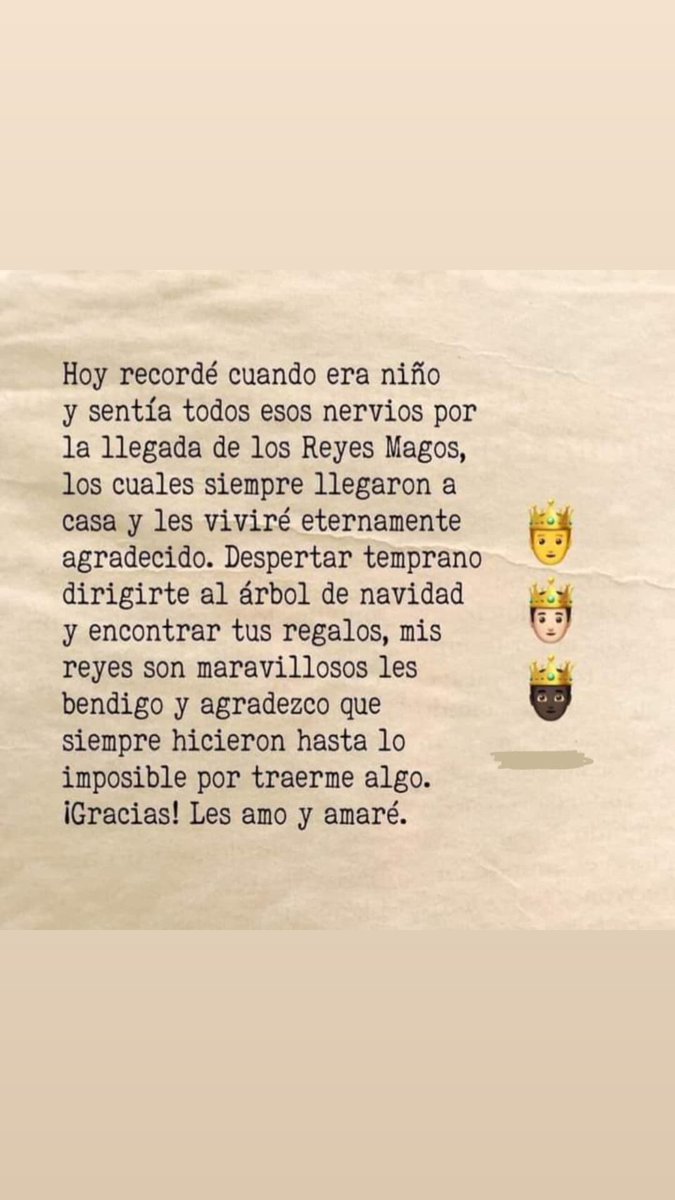 Hoy recordé cuando era niño
y sentía todos esos nervios por
la llegada de los Reyes Magos,
los cuales siempre llegaron a
casa y les viviré eternamente
agradecido. Despertar temprano
dirigirte al árbol de navidad
y encontrar tus regalos, mis
reyes son maravillosos les
bendigo y agradezco que
siempre hicieron hasta lo
imposible por traerme algo.
¡Gracias! Les amo y amaré.